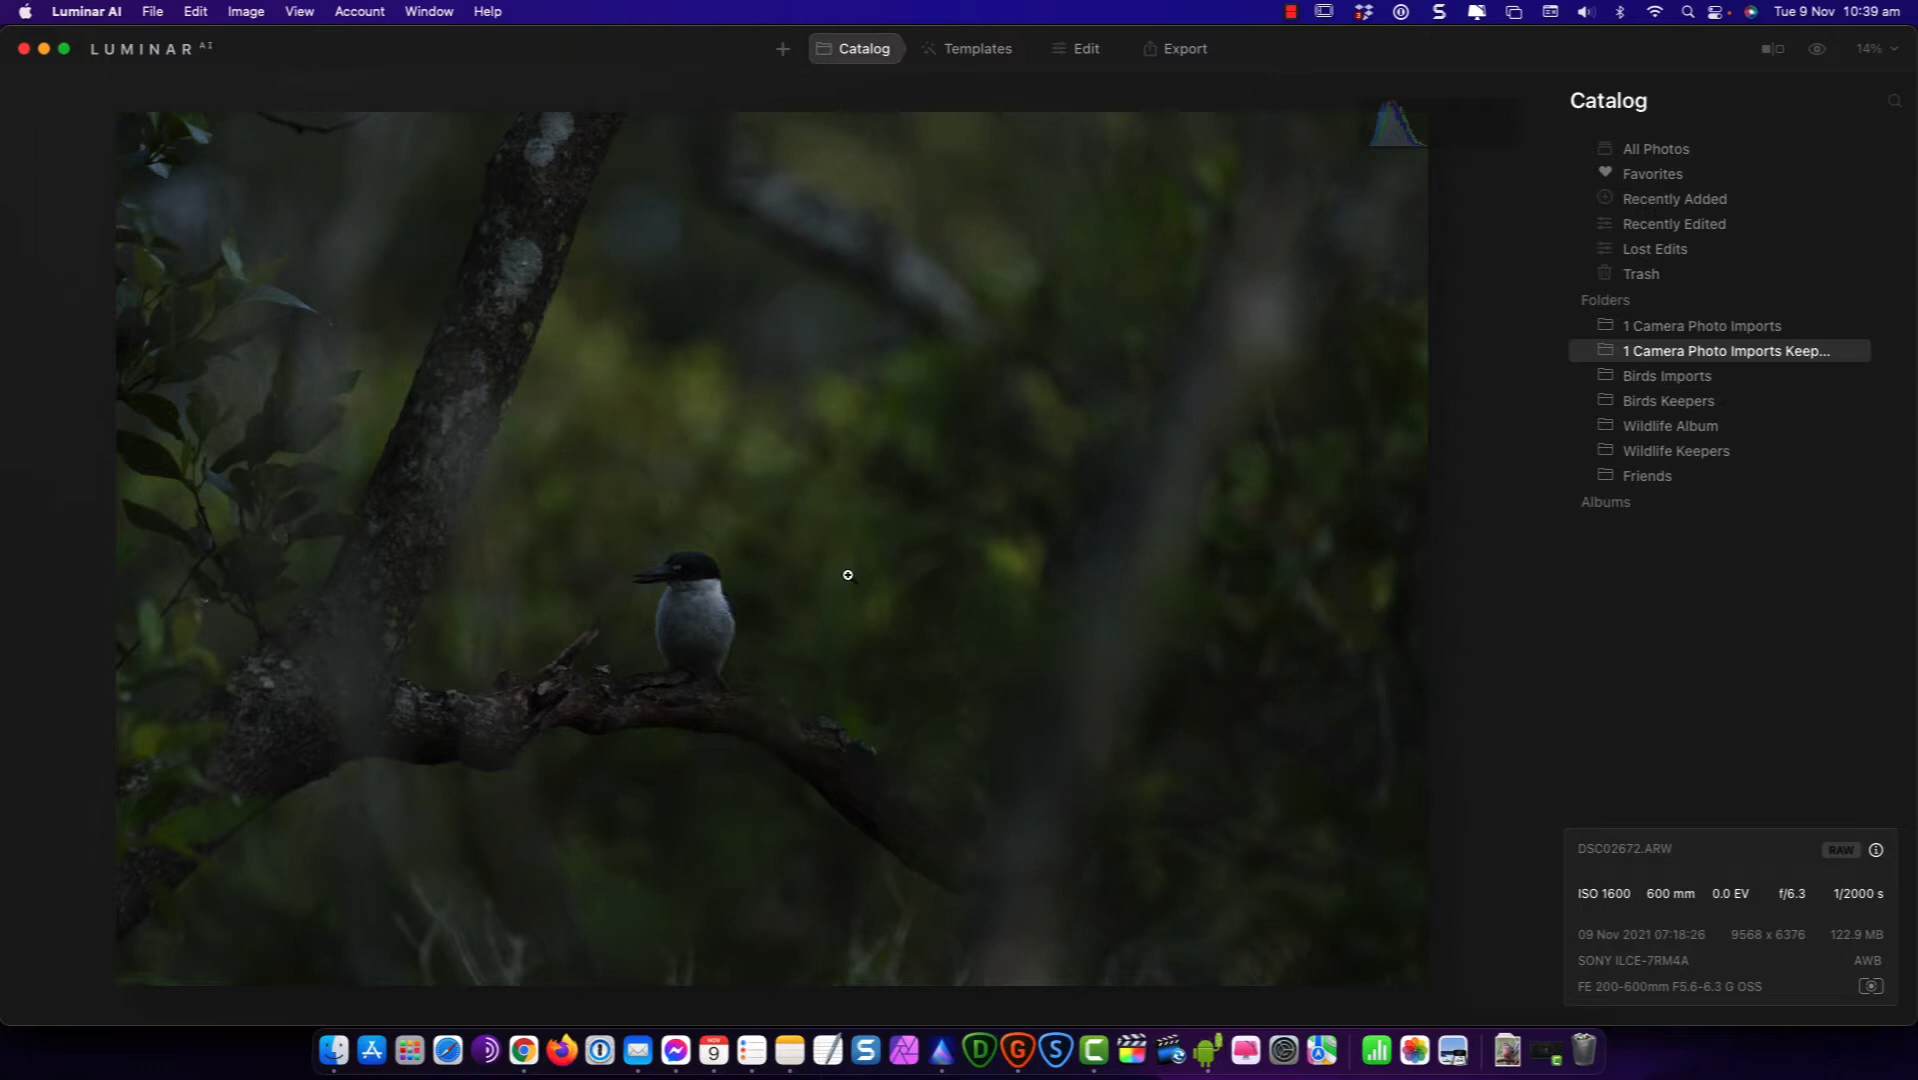 Luminar AI File Edit Image View Account Window Help Tue 9 Nov 10:39 am
LUMINAR AI Catalog Templates Edit Export 14%
Catalog
All Photos
Favorites
Recently Added
Recently Edited
Lost Edits
Trash
Folders
1 Camera Photo Imports
1 Camera Photo Imports Keep...
Birds Imports
Birds Keepers
Wildlife Album
Wildlife Keepers
Friends
Albums
DSC02672.ARW RAW
ISO 1600 600 mm 0.0 EV f/6.3 1/2000 s
09 Nov 2021 07:18:26 9568 x 6376 122.9 MB
SONY ILCE-7RM4A AWB
FE 200-600mm F5.6-6.3 G OSS
NOV
9